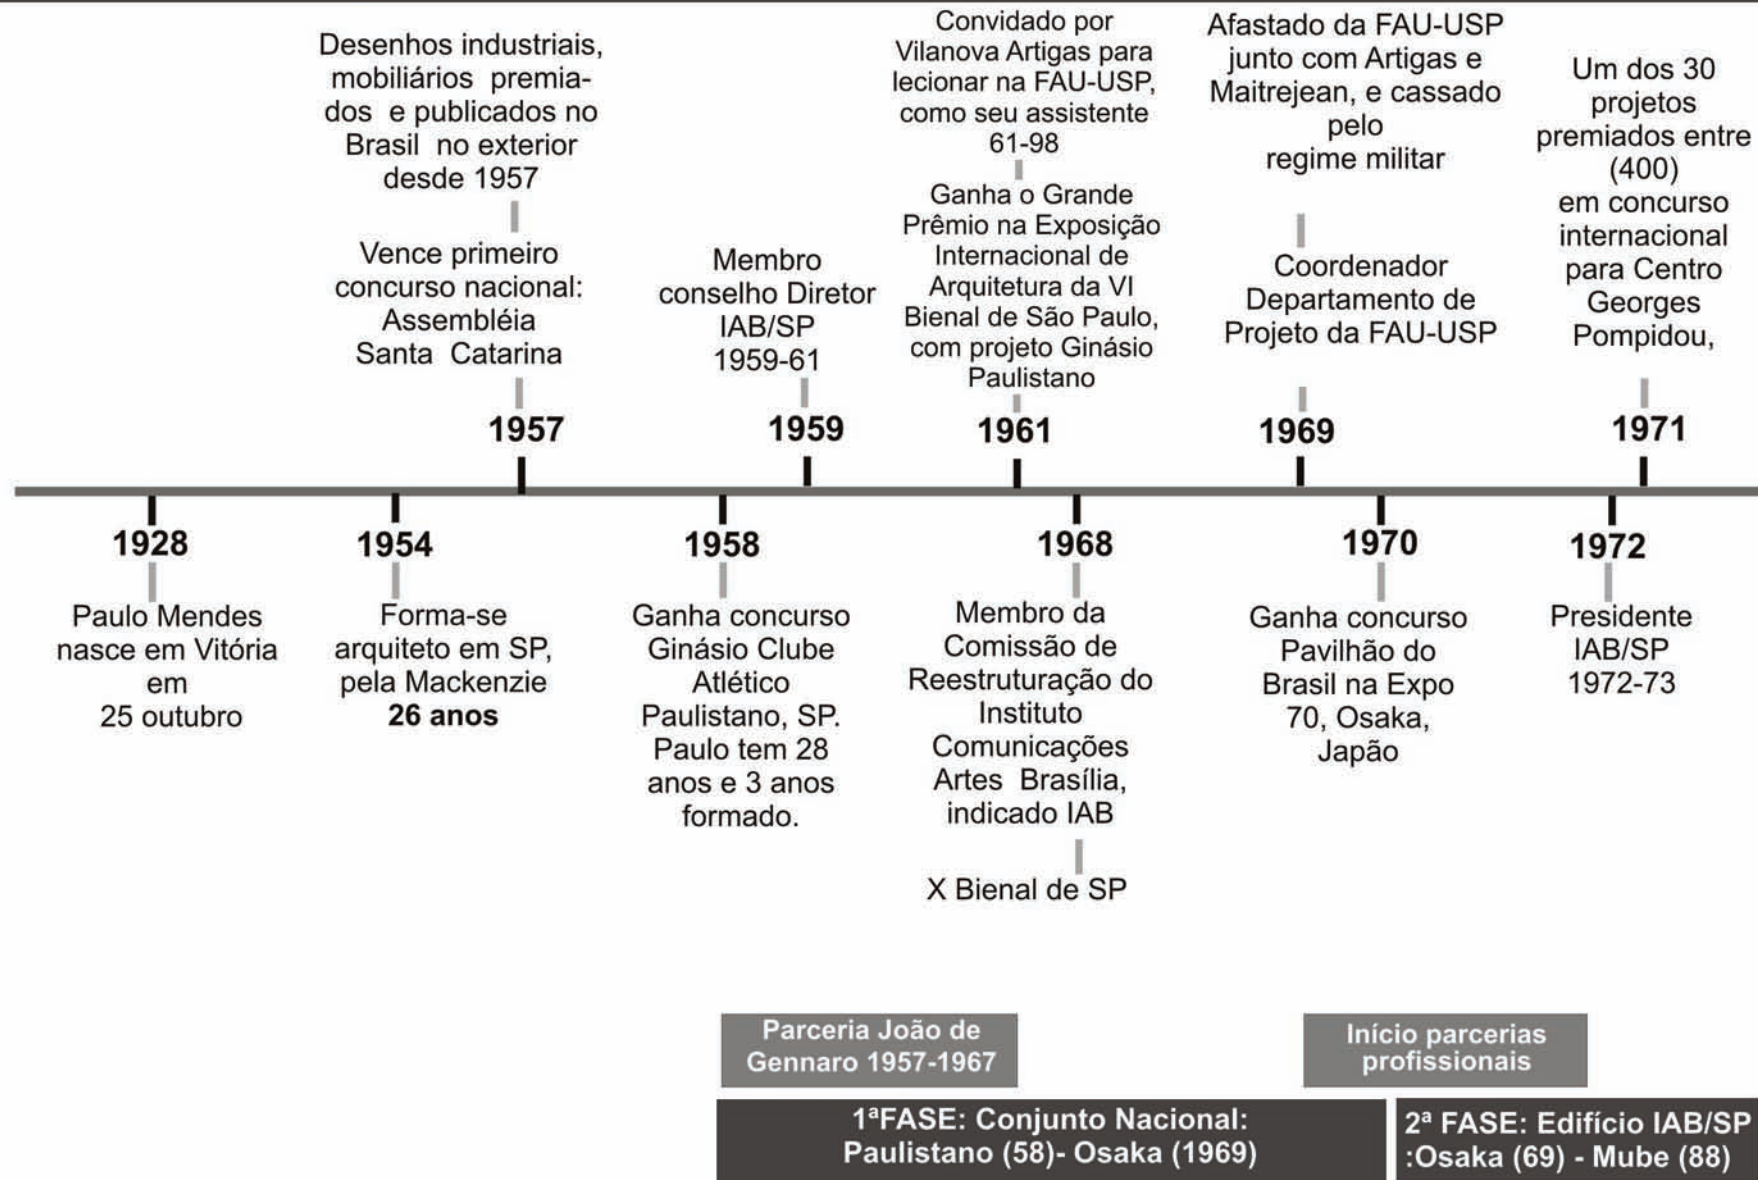 Desenhos industriais,
mobiliários premia-
dos e publicados no
Brasil no exterior
desde 1957
Vence primeiro
concurso nacional:
Assembléia
Santa Catarina
1957
Membro
conselho Diretor
IAB/SP
1959-61
1959
Convidado por
Vilanova Artigas para
lecionar na FAU-USP,
como seu assistente
61-98
Ganha o Grande
Prêmio na Exposição
Internacional de
Arquitetura da VI
Bienal de São Paulo,
com projeto Ginásio
Paulistano
1961
Afastado da FAU-USP
junto com Artigas e
Maitrejean, e cassado
pelo
regime militar
Coordenador
Departamento de
Projeto da FAU-USP
1969
Um dos 30
projetos
premiados entre
(400)
em concurso
internacional
para Centro
Georges
Pompidou,
1971
1928
Paulo Mendes
nasce em Vitória
em
25 outubro
1954
Forma-se
arquiteto em SP,
pela Mackenzie
26 anos
1958
Ganha concurso
Ginásio Clube
Atlético
Paulistano, SP.
Paulo tem 28
anos e 3 anos
formado.
1968
Membro da
Comissão de
Reestruturação do
Instituto
Comunicações
Artes Brasília,
indicado IAB
X Bienal de SP
1970
Ganha concurso
Pavilhão do
Brasil na Expo
70, Osaka,
Japão
1972
Presidente
IAB/SP
1972-73
Parceria João de
Gennaro 1957-1967
Início parcerias
profissionais
1ªFASE: Conjunto Nacional:
Paulistano (58)- Osaka (1969)
2ª FASE: Edifício IAB/SP
:Osaka (69) - Mube (88)